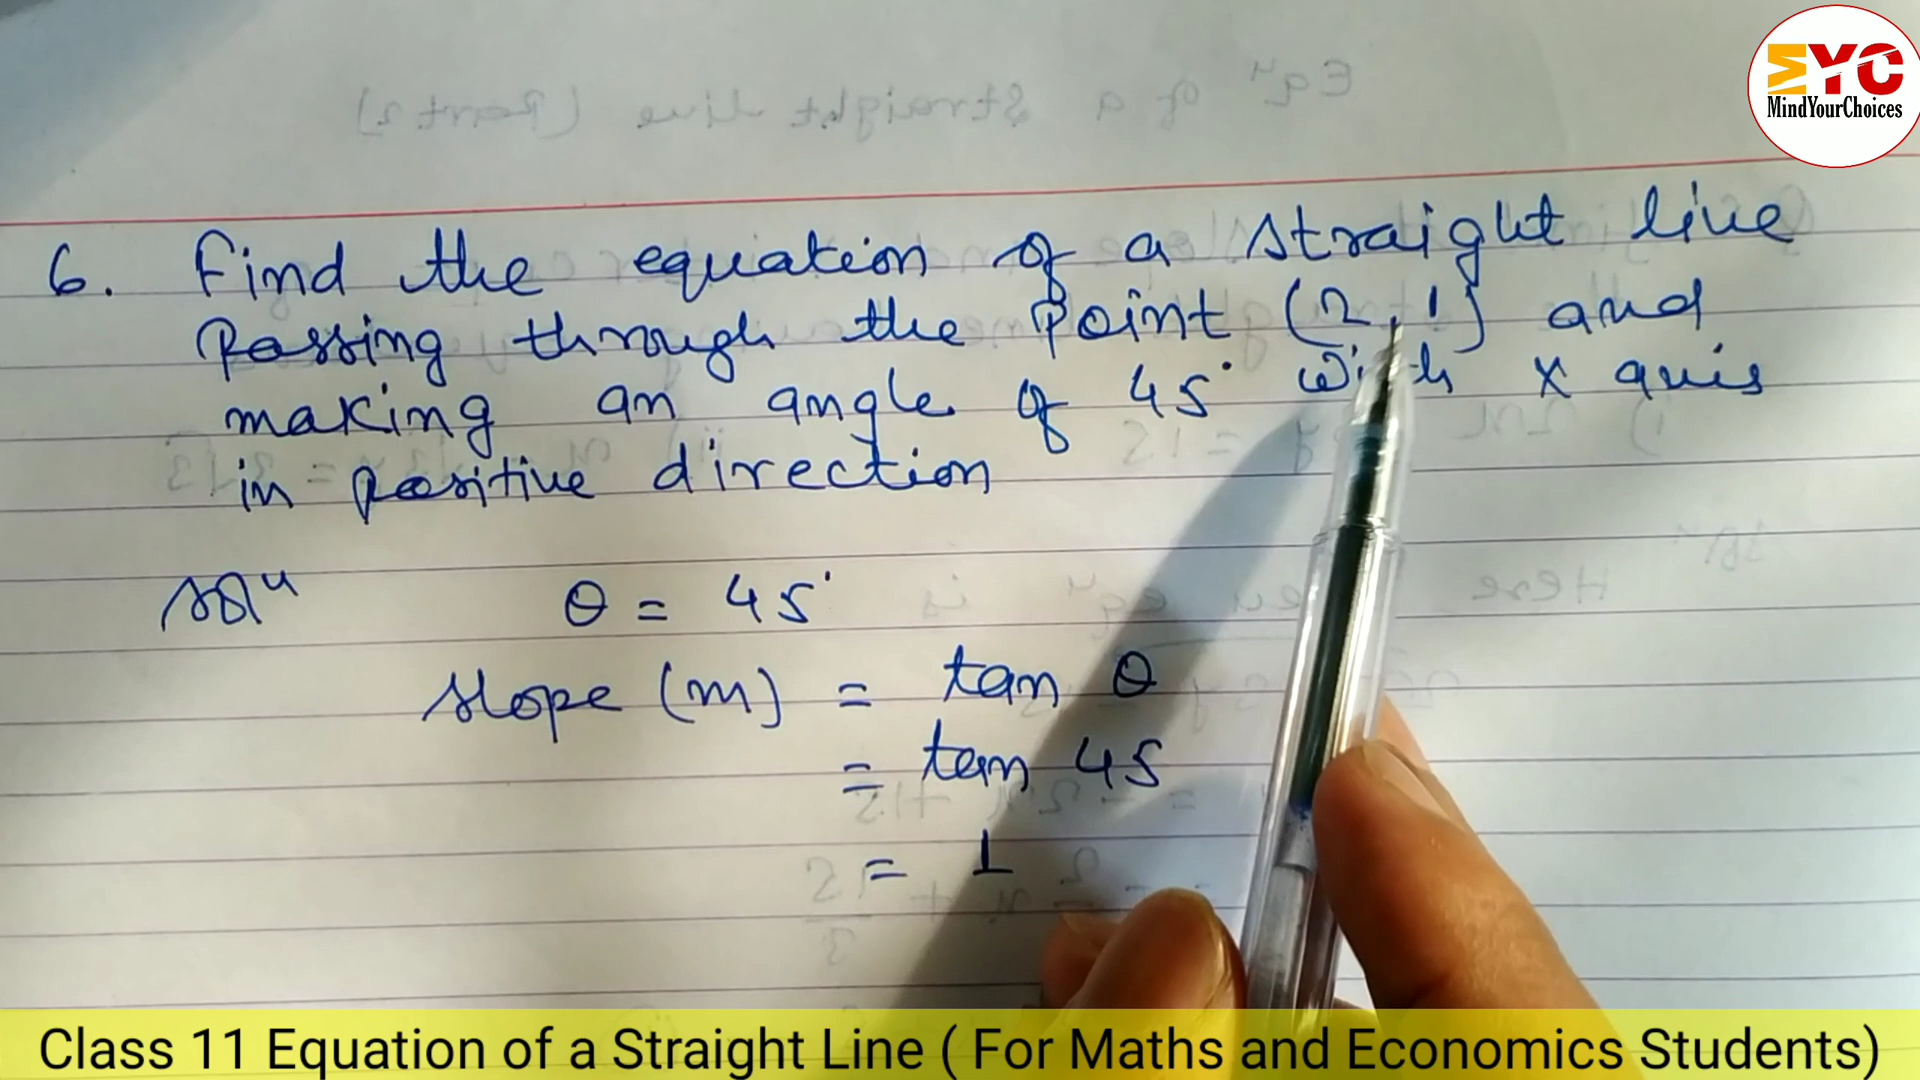 MYC
MindYourChoices
6. Find the equation of a straight line
Passing through the Point (2,1) and
making an angle of 45° with x axis
in positive direction
Solⁿ θ = 45°
Slope (m) = tan θ
= tan 45
= 1
Class 11 Equation of a Straight Line ( For Maths and Economics Students)